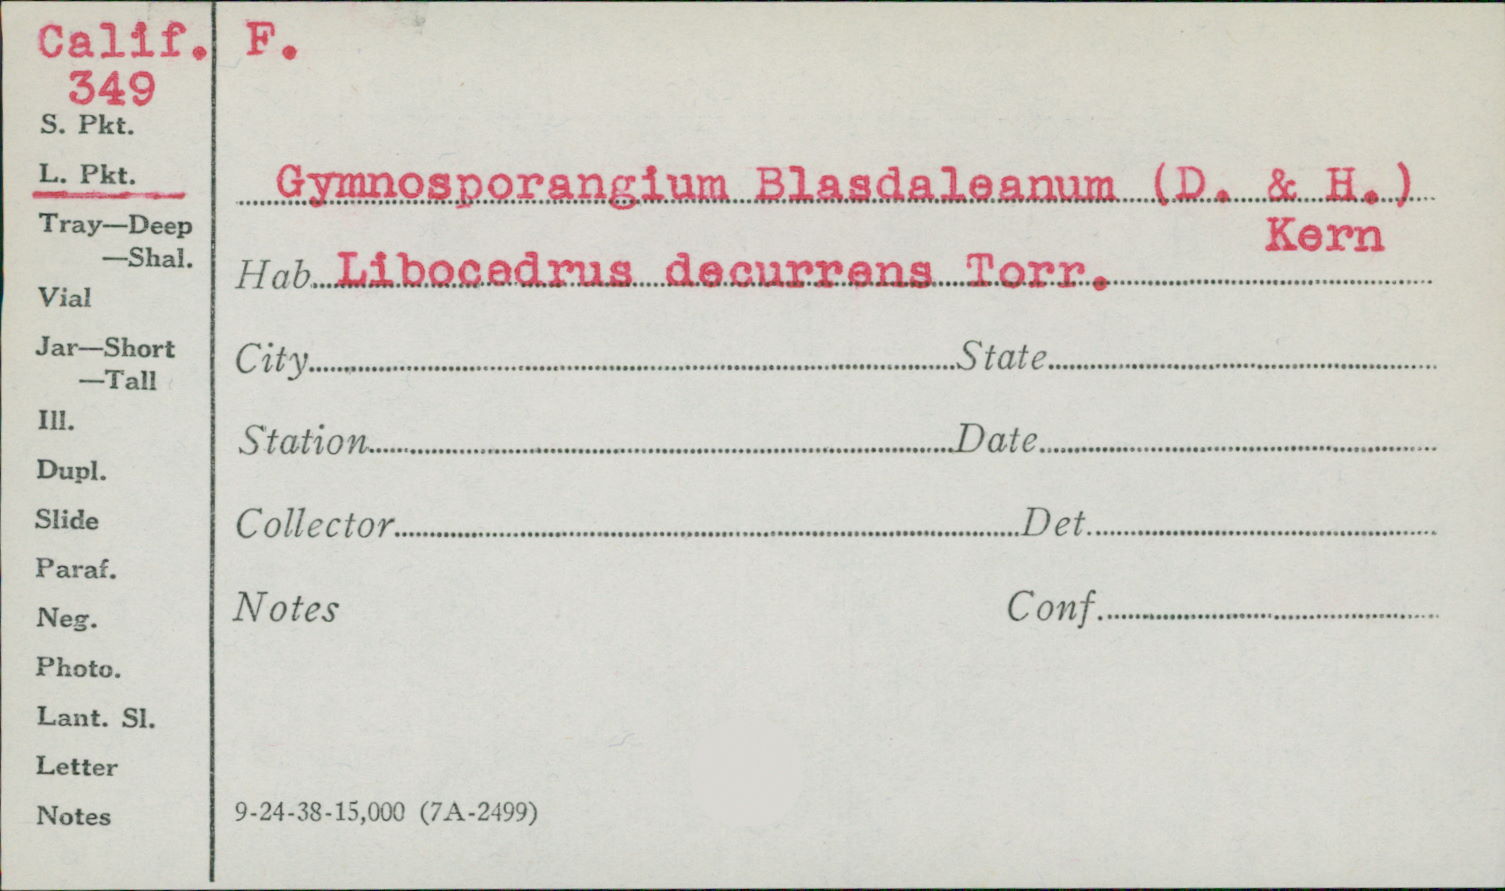 Calif.
349
S. Pkt.
L. Pkt.
Tray—Deep
—Shal.
Vial
Jar—Short
—Tall
Ill.
Dupl.
Slide
Paraf.
Neg.
Photo.
Lant. Sl.
Letter
Notes
F.
Gymnosporangium Blasdaleanum (D. & H.)
Kern
Hab. Libocedrus decurrens Torr.
City State
Station Date
Collector Det.
Notes Conf.
9-24-38-15,000 (7A-2499)